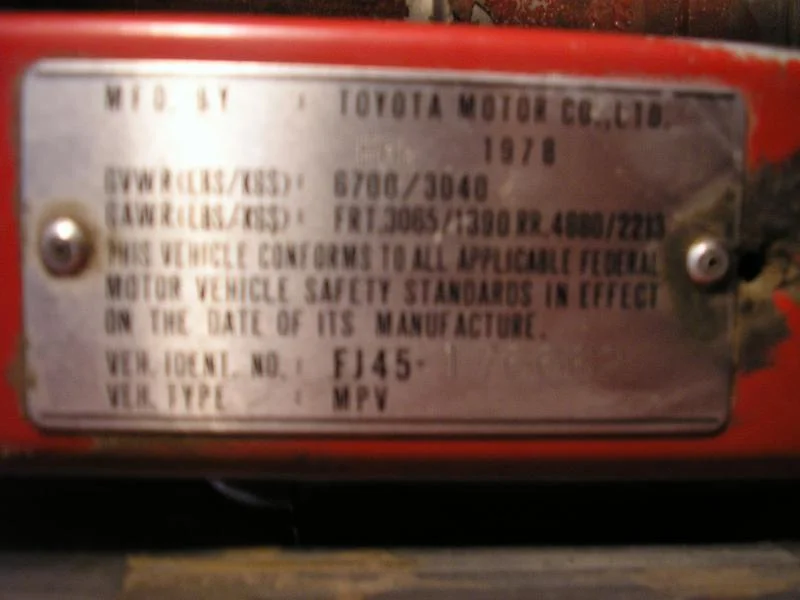 MFD. BY : TOYOTA MOTOR CO., LTD.
1978
GVWR(LBS/KGS): 6700/3040
GAWR(LBS/KGS): FRT.3065/1390 RR.4880/2213
THIS VEHICLE CONFORMS TO ALL APPLICABLE FEDERAL
MOTOR VEHICLE SAFETY STANDARDS IN EFFECT
ON THE DATE OF ITS MANUFACTURE.
VEH. IDENT. NO. : FJ45-
VEH. TYPE : MPV